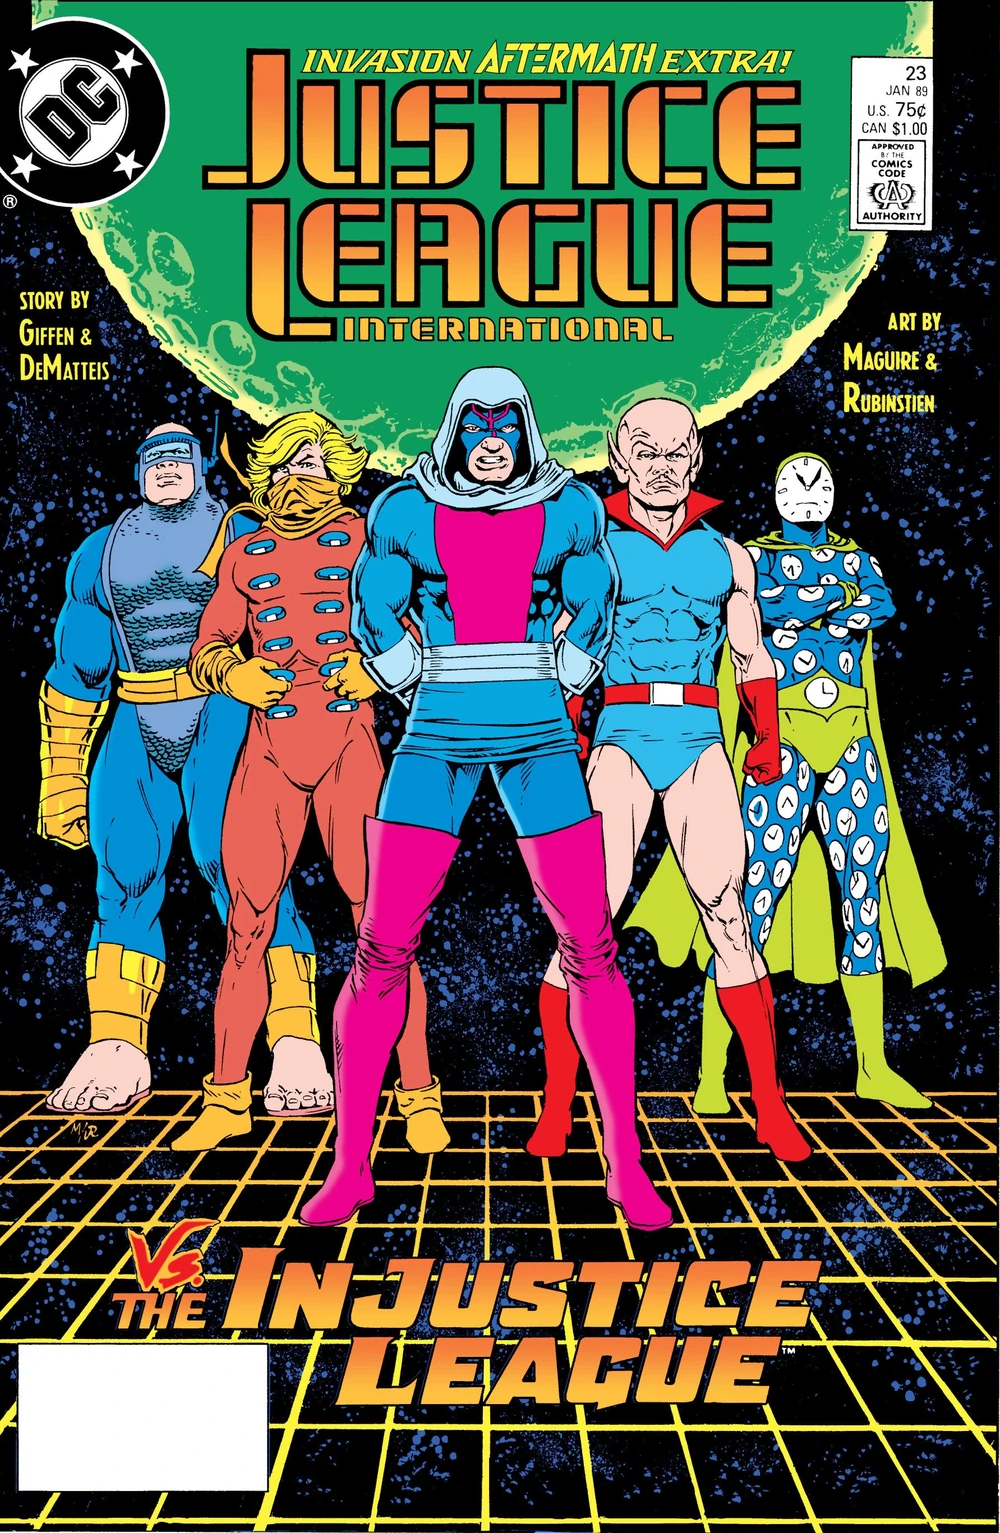 DC
®
INVASION AFTERMATH EXTRA!
JUSTICE
LEAGUE
INTERNATIONAL
23
JAN 89
U.S. 75¢
CAN $1.00
APPROVED
BY THE
COMICS
CODE
CA
AUTHORITY
STORY BY
GIFFEN &
DEMATTEIS
ART BY
MAGUIRE &
RUBINSTIEN
VS.
THE INJUSTICE
LEAGUE™